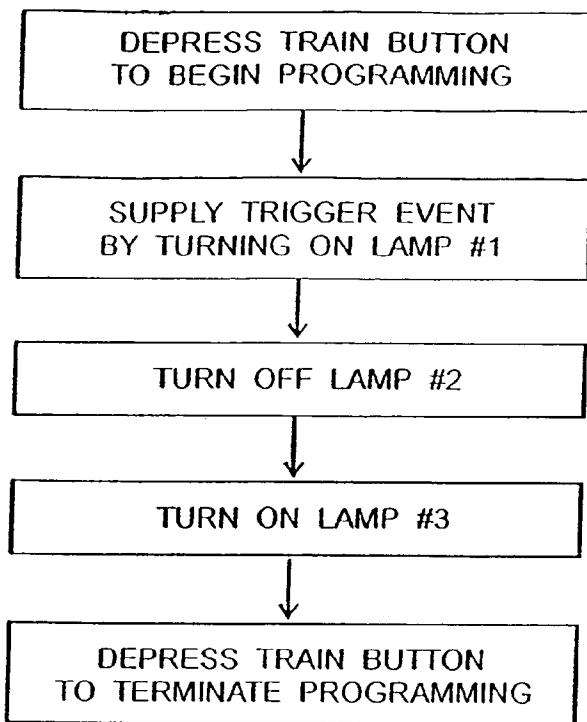 DEPRESS TRAIN BUTTON
TO BEGIN PROGRAMMING
SUPPLY TRIGGER EVENT
BY TURNING ON LAMP #1
TURN OFF LAMP #2
TURN ON LAMP #3
DEPRESS TRAIN BUTTON
TO TERMINATE PROGRAMMING